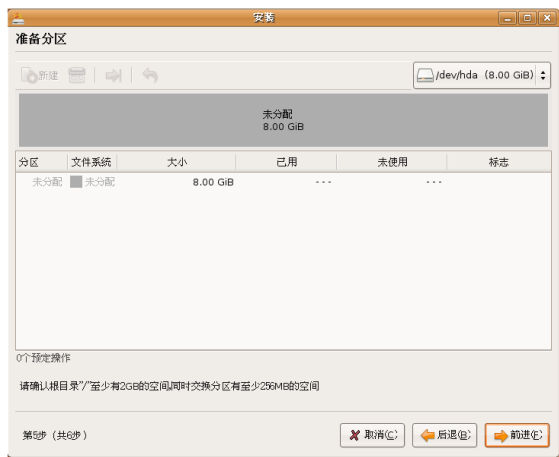 安装
准备分区
新建
/dev/hda (8.00 GiB)
未分配
8.00 GiB
分区 文件系统 大小 已用 未使用 标志
未分配 未分配 8.00 GiB --- ---
0个预定操作
请确认根目录”/”至少有2GB的空间,同时交换分区有至少256MB的空间
第5步 (共6步) 取消(C) 后退(B) 前进(F)